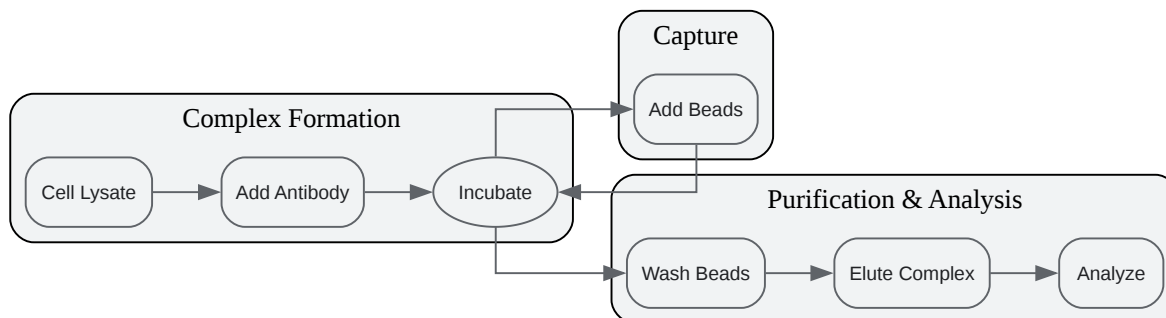 Capture
Add Beads
Complex Formation
Cell Lysate
Add Antibody
Incubate
Purification & Analysis
Wash Beads
Elute Complex
Analyze